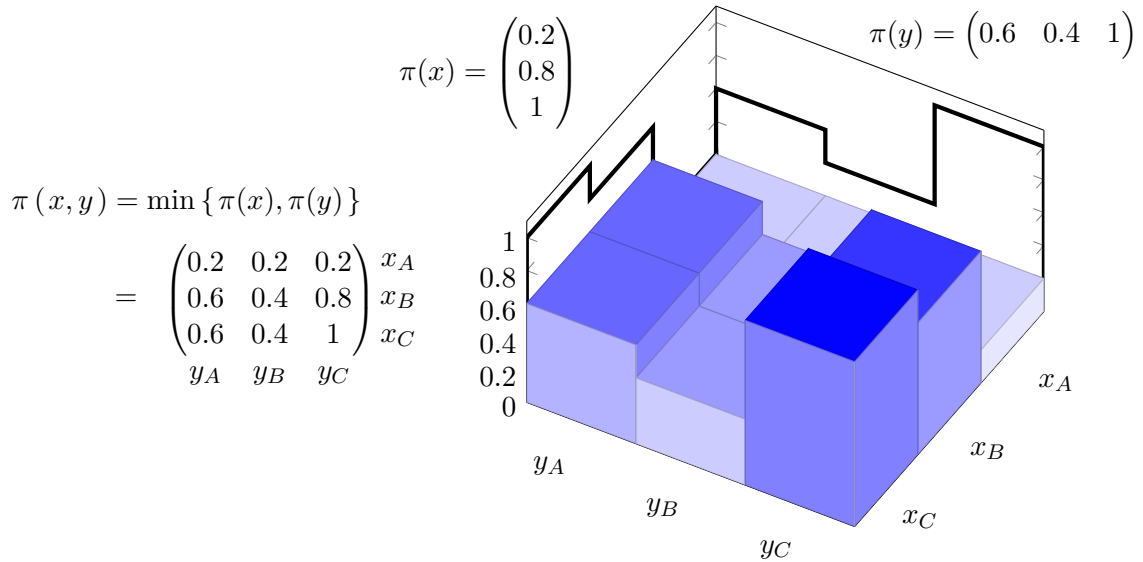 π(x) = (0.2 0.8 1)
π(y) = (0.6 0.4 1)
π(x, y) = min{π(x), π(y)}
= (0.2 0.2 0.2) x_A
(0.6 0.4 0.8) x_B
(0.6 0.4 1) x_C
y_A y_B y_C
1
0.8
0.6
0.4
0.2
0
y_A
y_B
y_C
x_C
x_B
x_A